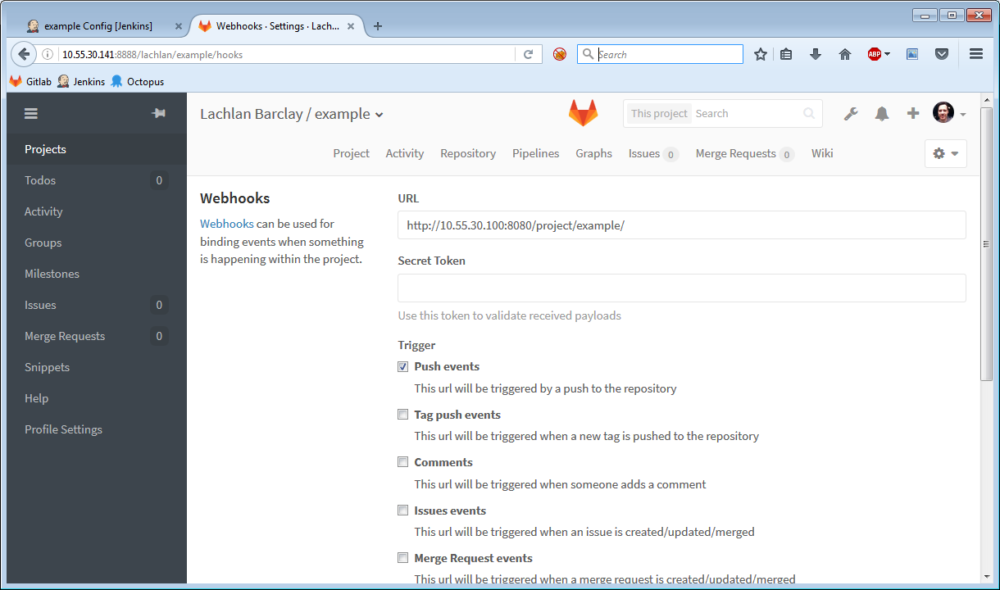 example Config [Jenkins]
Webhooks · Settings · Lach...
10.55.30.141:8888/lachlan/example/hooks
Search
ABP
Gitlab
Jenkins
Octopus
Lachlan Barclay / example
This project
Search
Project
Activity
Repository
Pipelines
Graphs
Issues 0
Merge Requests 0
Wiki
Projects
Todos 0
Activity
Groups
Milestones
Issues 0
Merge Requests 0
Snippets
Help
Profile Settings
Webhooks
Webhooks can be used for
binding events when something
is happening within the project.
URL
http://10.55.30.100:8080/project/example/
Secret Token
Use this token to validate received payloads
Trigger
Push events
This url will be triggered by a push to the repository
Tag push events
This url will be triggered when a new tag is pushed to the repository
Comments
This url will be triggered when someone adds a comment
Issues events
This url will be triggered when an issue is created/updated/merged
Merge Request events
This url will be triggered when a merge request is created/updated/merged